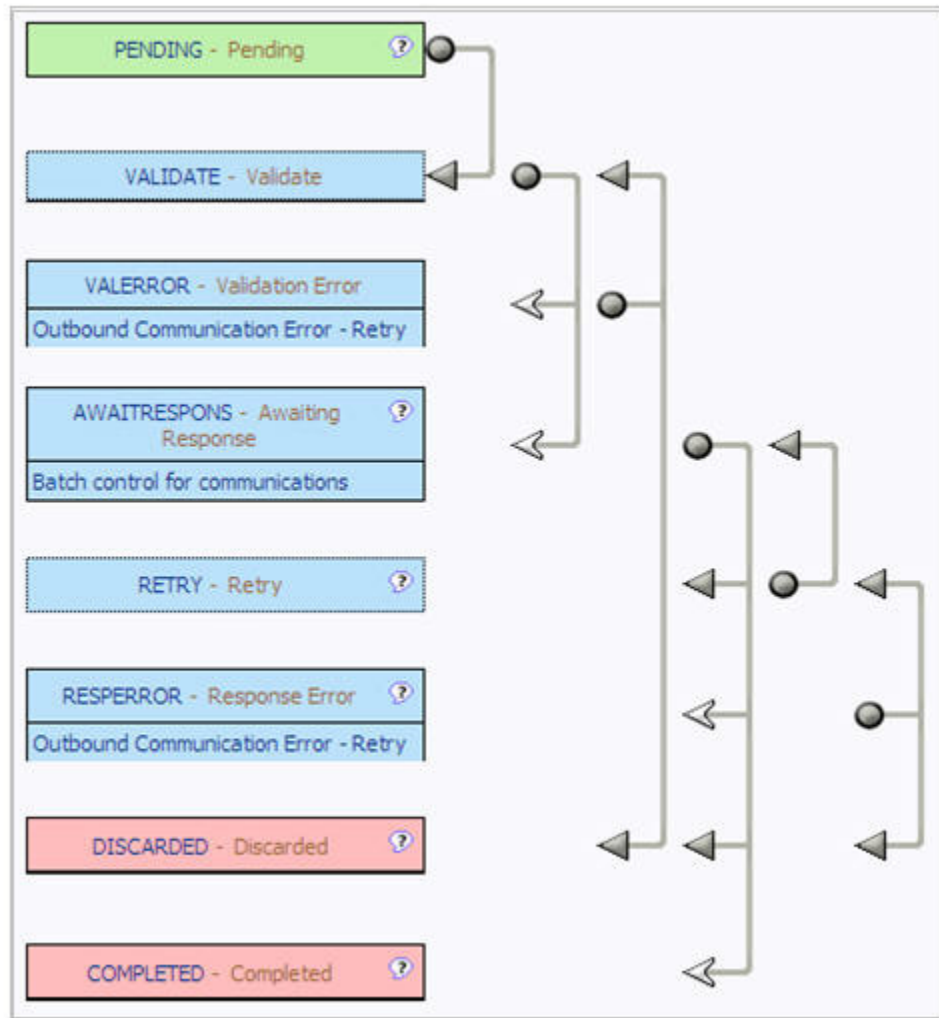 PENDING - Pending ?
VALIDATE - Validate
VALERROR - Validation Error
Outbound Communication Error - Retry
AWAITRESPONS - Awaiting ?
Response
Batch control for communications
RETRY - Retry ?
RESPERROR - Response Error ?
Outbound Communication Error - Retry
DISCARDED - Discarded ?
COMPLETED - Completed ?